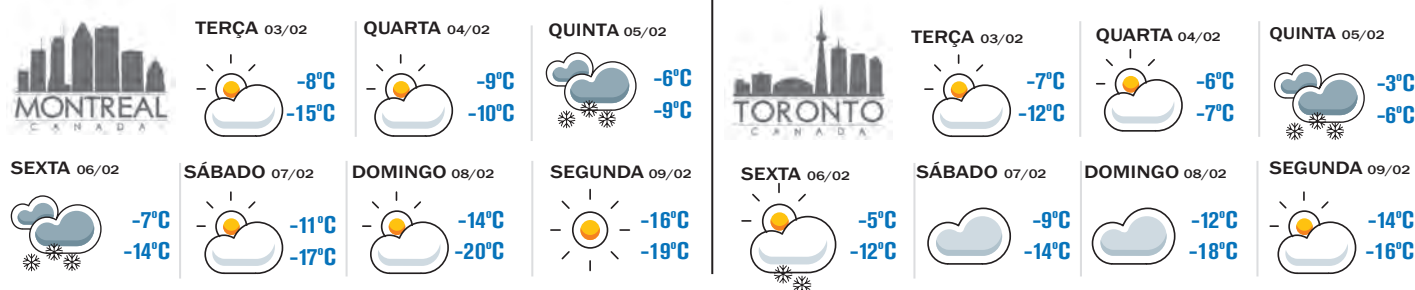 MONTREAL
CANADA
TERÇA 03/02
-8ºC
-15ºC
QUARTA 04/02
-9ºC
-10ºC
QUINTA 05/02
-6ºC
-9ºC
SEXTA 06/02
-7ºC
-14ºC
SÁBADO 07/02
-11ºC
-17ºC
DOMINGO 08/02
-14ºC
-20ºC
SEGUNDA 09/02
-16ºC
-19ºC
TORONTO
CANADA
TERÇA 03/02
-7ºC
-12ºC
QUARTA 04/02
-6ºC
-7ºC
QUINTA 05/02
-3ºC
-6ºC
SEXTA 06/02
-5ºC
-12ºC
SÁBADO 07/02
-9ºC
-14ºC
DOMINGO 08/02
-12ºC
-18ºC
SEGUNDA 09/02
-14ºC
-16ºC